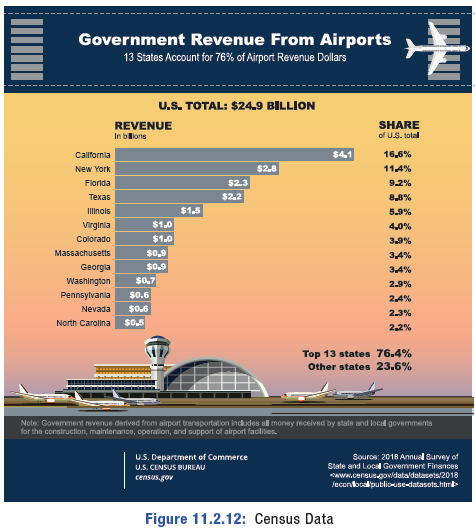 Government Revenue From Airports
13 States Account for 76% of Airport Revenue Dollars
U.S. TOTAL: $24.9 BILLION
REVENUE SHARE
In billions of U.S. total
California $4.1 16.6%
New York $2.8 11.4%
Florida $2.3 9.2%
Texas $2.2 8.8%
Illinois $1.5 5.9%
Virginia $1.0 4.0%
Colorado $1.0 3.9%
Massachusetts $0.9 3.4%
Georgia $0.9 3.4%
Washington $0.7 2.9%
Pennsylvania $0.6 2.4%
Nevada $0.6 2.3%
North Carolina $0.5 2.2%
Top 13 states 76.4%
Other states 23.6%
Note: Government revenue derived from airport transportation includes all money received by state and local governments
for the construction, maintenance, operation, and support of airport facilities.
U.S. Department of Commerce
U.S. CENSUS BUREAU
census.gov
Source: 2018 Annual Survey of
State and Local Government Finances
<www.census.gov/data/datasets/2018
/econ/local/public-use-datasets.html>
Figure 11.2.12: Census Data